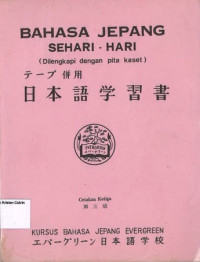 BAHASA JEPANG
SEHARI - HARI
(Dilengkapi dengan pita kaset)
テープ併用
日本語学習書
EVERGREEN
Cetakan Ketiga
第三版
KURSUS BAHASA JEPANG EVERGREEN
エバーグリーン日本語学校